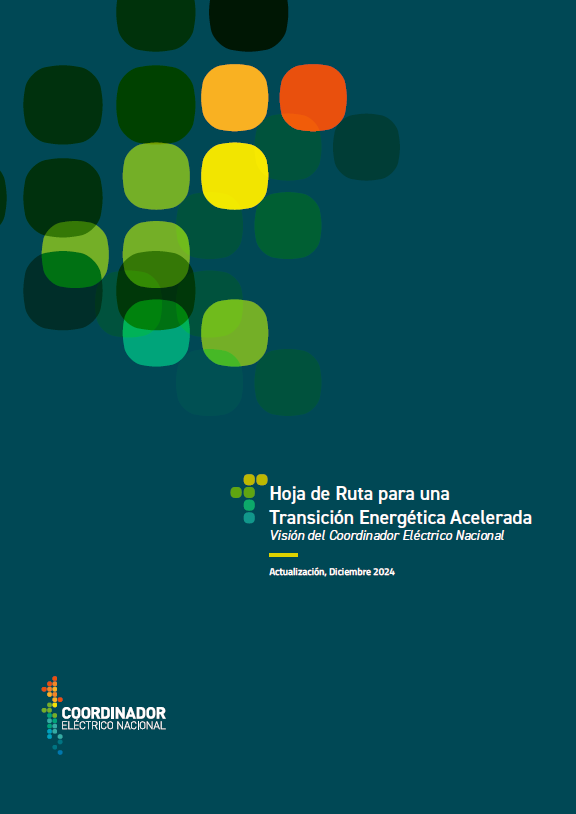 Hoja de Ruta para una
Transición Energética Acelerada
Visión del Coordinador Eléctrico Nacional
Actualización, Diciembre 2024
COORDINADOR
ELÉCTRICO NACIONAL